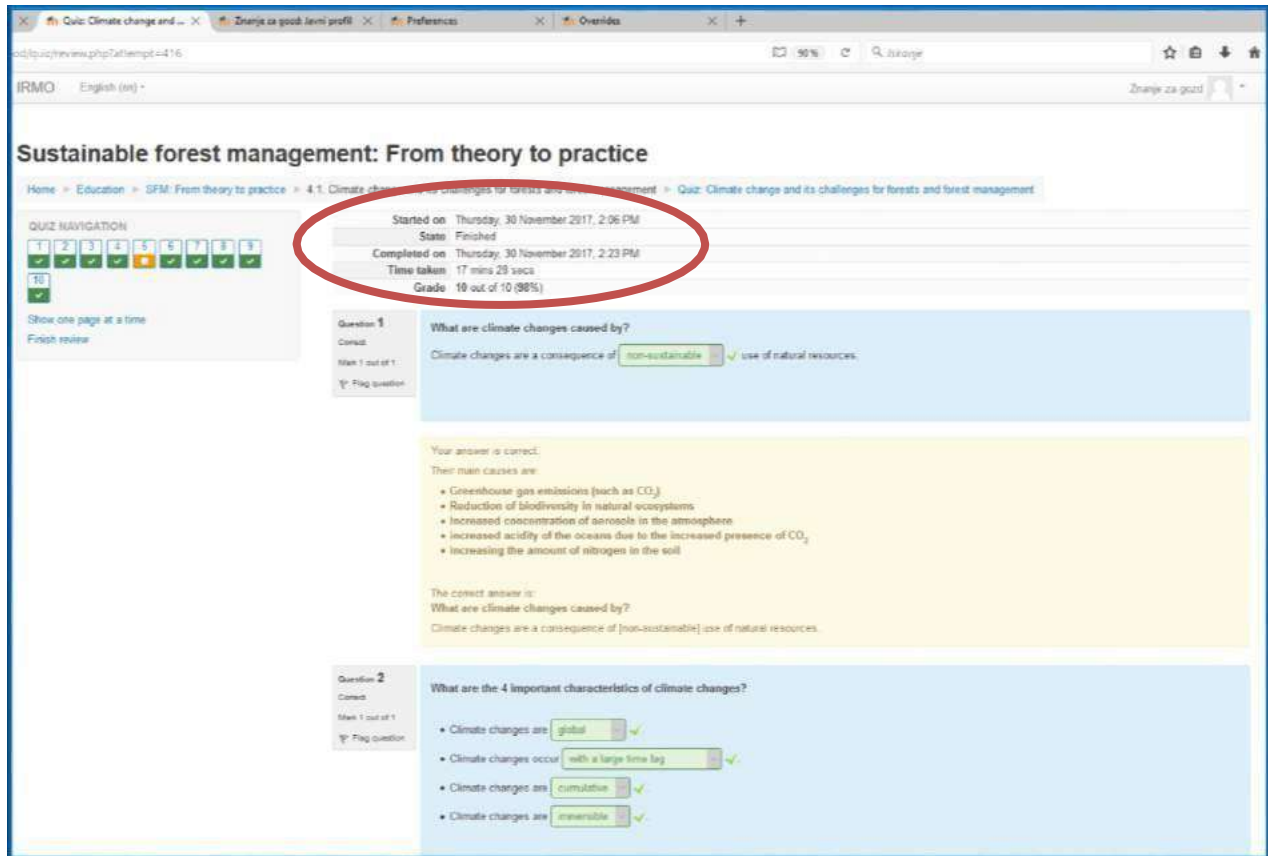 Quiz: Climate change and ... × Znanje za gozd: Javni profil × Preferences × Overrides × +
od/quiz/review.php?attempt=416 90% Iskanje
IRMO English (en) Znanje za gozd
Sustainable forest management: From theory to practice
Home Education SFM: From theory to practice 4.1. Climate change its challenges for forests and forest management Quiz: Climate change and its challenges for forests and forest management
QUIZ NAVIGATION
1 2 3 4 5 6 7 8 9
10
Show one page at a time
Finish review
Started on Thursday, 30 November 2017, 2:06 PM
State Finished
Completed on Thursday, 30 November 2017, 2:23 PM
Time taken 17 mins 28 secs
Grade 10 out of 10 (98%)
Question 1
Correct
Mark 1 out of 1
Flag question
What are climate changes caused by?
Climate changes are a consequence of non-sustainable use of natural resources.
Your answer is correct.
Their main causes are:
• Greenhouse gas emissions (such as CO2)
• Reduction of biodiversity in natural ecosystems
• Increased concentration of aerosols in the atmosphere
• increased acidity of the oceans due to the increased presence of CO2
• increasing the amount of nitrogen in the soil
The correct answer is:
What are climate changes caused by?
Climate changes are a consequence of [non-sustainable] use of natural resources.
Question 2
Correct
Mark 1 out of 1
Flag question
What are the 4 important characteristics of climate changes?
• Climate changes are global
• Climate changes occur with a large time lag.
• Climate changes are cumulative
• Climate changes are irreversible